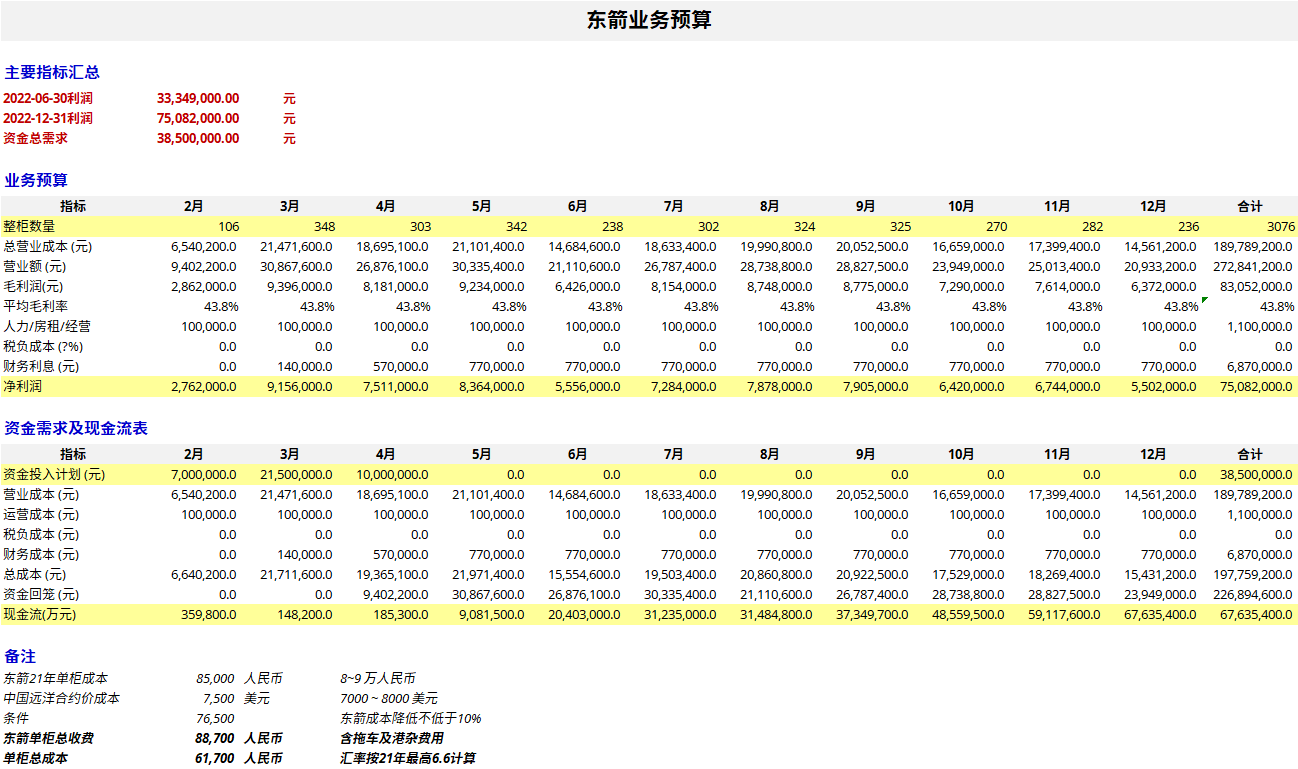 东箭业务预算
主要指标汇总
2022-06-30利润 33,349,000.00 元
2022-12-31利润 75,082,000.00 元
资金总需求 38,500,000.00 元
业务预算
指标 2月 3月 4月 5月 6月 7月 8月 9月 10月 11月 12月 合计
整柜数量 106 348 303 342 238 302 324 325 270 282 236 3076
总营业成本 (元) 6,540,200.0 21,471,600.0 18,695,100.0 21,101,400.0 14,684,600.0 18,633,400.0 19,990,800.0 20,052,500.0 16,659,000.0 17,399,400.0 14,561,200.0 189,789,200.0
营业额 (元) 9,402,200.0 30,867,600.0 26,876,100.0 30,335,400.0 21,110,600.0 26,787,400.0 28,738,800.0 28,827,500.0 23,949,000.0 25,013,400.0 20,933,200.0 272,841,200.0
毛利润(元) 2,862,000.0 9,396,000.0 8,181,000.0 9,234,000.0 6,426,000.0 8,154,000.0 8,748,000.0 8,775,000.0 7,290,000.0 7,614,000.0 6,372,000.0 83,052,000.0
平均毛利率 43.8% 43.8% 43.8% 43.8% 43.8% 43.8% 43.8% 43.8% 43.8% 43.8% 43.8% 43.8%
人力/房租/经营 100,000.0 100,000.0 100,000.0 100,000.0 100,000.0 100,000.0 100,000.0 100,000.0 100,000.0 100,000.0 100,000.0 1,100,000.0
税负成本 (?%) 0.0 0.0 0.0 0.0 0.0 0.0 0.0 0.0 0.0 0.0 0.0 0.0
财务利息 (元) 0.0 140,000.0 570,000.0 770,000.0 770,000.0 770,000.0 770,000.0 770,000.0 770,000.0 770,000.0 770,000.0 6,870,000.0
净利润 2,762,000.0 9,156,000.0 7,511,000.0 8,364,000.0 5,556,000.0 7,284,000.0 7,878,000.0 7,905,000.0 6,420,000.0 6,744,000.0 5,502,000.0 75,082,000.0
资金需求及现金流表
指标 2月 3月 4月 5月 6月 7月 8月 9月 10月 11月 12月 合计
资金投入计划 (元) 7,000,000.0 21,500,000.0 10,000,000.0 0.0 0.0 0.0 0.0 0.0 0.0 0.0 0.0 38,500,000.0
营业成本 (元) 6,540,200.0 21,471,600.0 18,695,100.0 21,101,400.0 14,684,600.0 18,633,400.0 19,990,800.0 20,052,500.0 16,659,000.0 17,399,400.0 14,561,200.0 189,789,200.0
运营成本 (元) 100,000.0 100,000.0 100,000.0 100,000.0 100,000.0 100,000.0 100,000.0 100,000.0 100,000.0 100,000.0 100,000.0 1,100,000.0
税负成本 (元) 0.0 0.0 0.0 0.0 0.0 0.0 0.0 0.0 0.0 0.0 0.0 0.0
财务成本 (元) 0.0 140,000.0 570,000.0 770,000.0 770,000.0 770,000.0 770,000.0 770,000.0 770,000.0 770,000.0 770,000.0 6,870,000.0
总成本 (元) 6,640,200.0 21,711,600.0 19,365,100.0 21,971,400.0 15,554,600.0 19,503,400.0 20,860,800.0 20,922,500.0 17,529,000.0 18,269,400.0 15,431,200.0 197,759,200.0
资金回笼 (元) 0.0 0.0 9,402,200.0 30,867,600.0 26,876,100.0 30,335,400.0 21,110,600.0 26,787,400.0 28,738,800.0 28,827,500.0 23,949,000.0 226,894,600.0
现金流(万元) 359,800.0 148,200.0 185,300.0 9,081,500.0 20,403,000.0 31,235,000.0 31,484,800.0 37,349,700.0 48,559,500.0 59,117,600.0 67,635,400.0 67,635,400.0
备注
东箭21年单柜成本 85,000 人民币 8~9 万人民币
中国远洋合约价成本 7,500 美元 7000 ~ 8000 美元
条件 76,500 东箭成本降低不低于10%
东箭单柜总收费 88,700 人民币 含拖车及港杂费用
单柜总成本 61,700 人民币 汇率按21年最高6.6计算